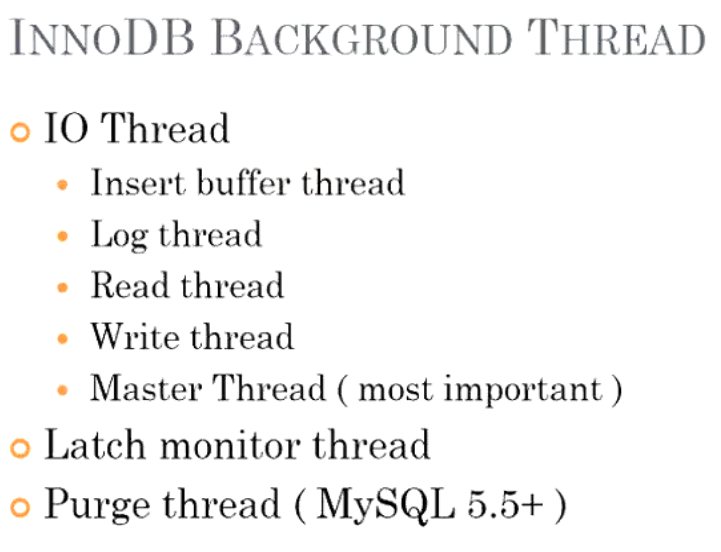 INNODB BACKGROUND THREAD
IO Thread
Insert buffer thread
Log thread
Read thread
Write thread
Master Thread ( most important )
Latch monitor thread
Purge thread ( MySQL 5.5+ )